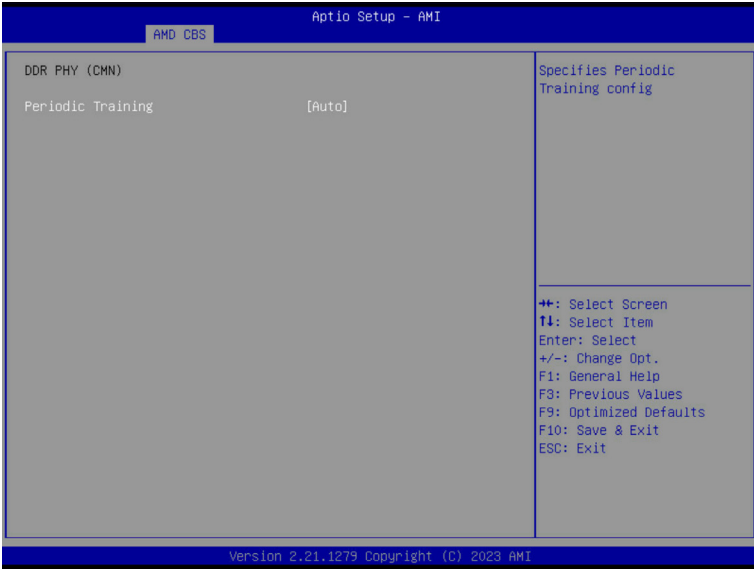 Aptio Setup – AMI
AMD CBS
DDR PHY (CMN)
Periodic Training [Auto]
Specifies Periodic
Training config
→←: Select Screen
↑↓: Select Item
Enter: Select
+/-: Change Opt.
F1: General Help
F3: Previous Values
F9: Optimized Defaults
F10: Save & Exit
ESC: Exit
Version 2.21.1279 Copyright (C) 2023 AMI